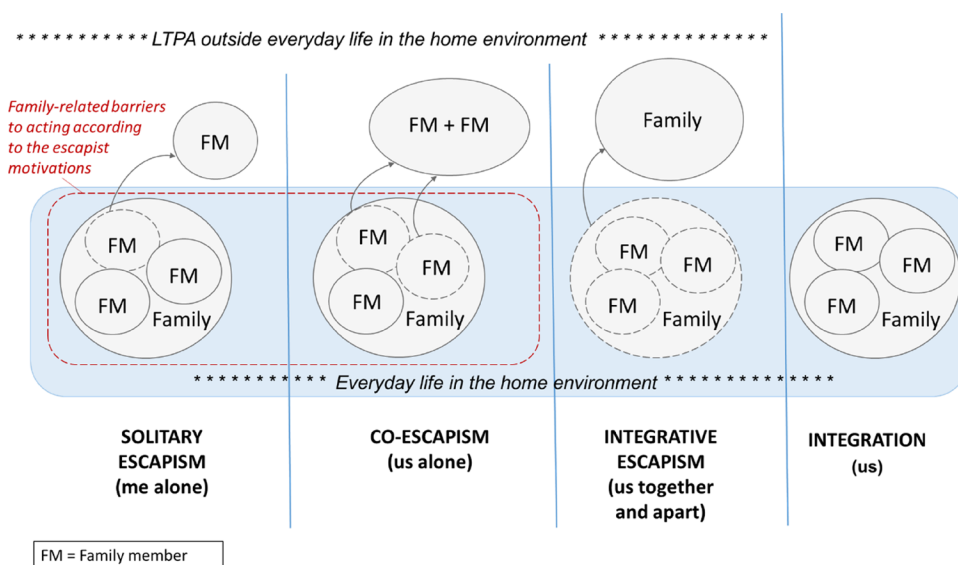 * * * * * * * * * * * LTPA outside everyday life in the home environment * * * * * * * * * * * * * *
Family-related barriers
to acting according
to the escapist
motivations
FM
FM + FM
Family
FM
FM
FM
Family
FM
FM
FM
Family
FM
FM
FM
Family
FM
FM
FM
Family
* * * * * * * * * * * Everyday life in the home environment * * * * * * * * * * * * * *
SOLITARY
ESCAPISM
(me alone)
CO-ESCAPISM
(us alone)
INTEGRATIVE
ESCAPISM
(us together
and apart)
INTEGRATION
(us)
FM = Family member